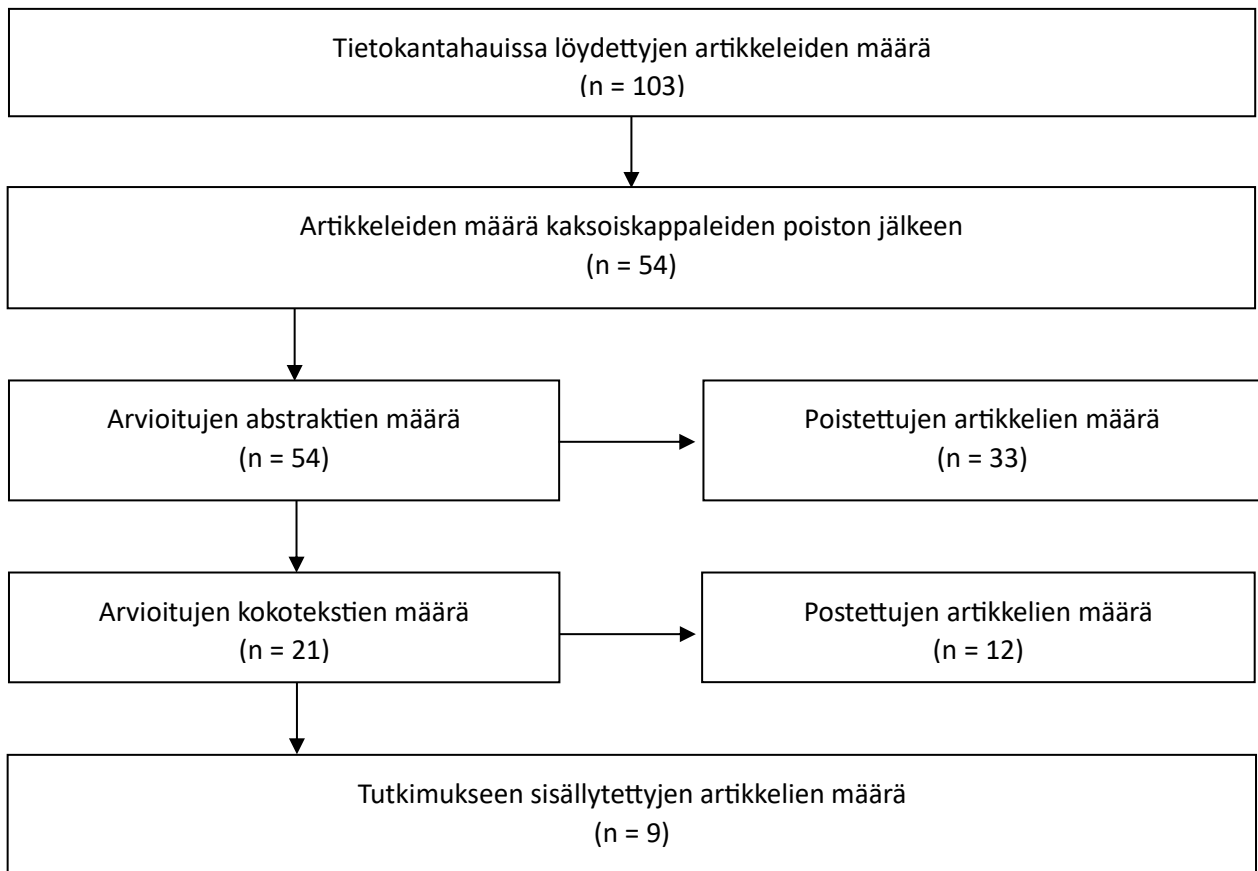 Tietokantahauissa löydettyjen artikkeleiden määrä
(n = 103)
Artikkeleiden määrä kaksoiskappaleiden poiston jälkeen
(n = 54)
Arvioitujen abstraktien määrä
(n = 54)
Poistettujen artikkelien määrä
(n = 33)
Arvioitujen kokotekstien määrä
(n = 21)
Postettujen artikkelien määrä
(n = 12)
Tutkimukseen sisällytettyjen artikkelien määrä
(n = 9)